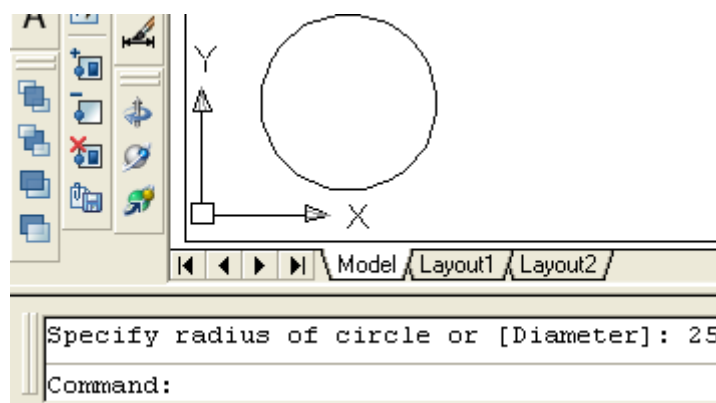 A
Y
X
Model Layout1 Layout2
Specify radius of circle or [Diameter]: 25
Command: